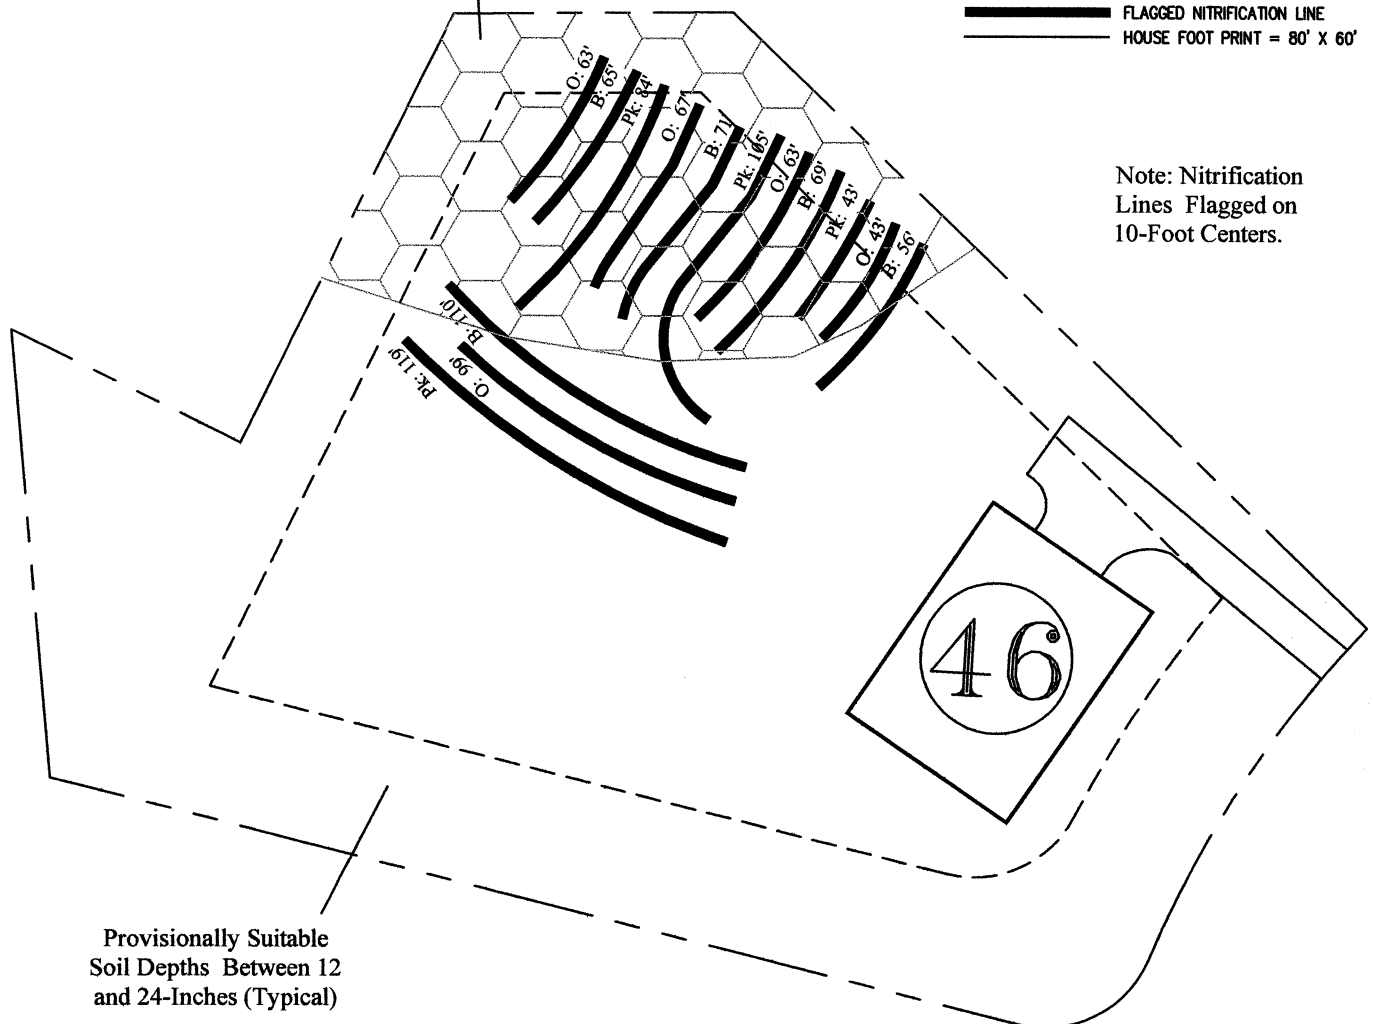 FLAGGED NITRIFICATION LINE
HOUSE FOOT PRINT = 80' X 60'
Note: Nitrification
Lines Flagged on
10-Foot Centers.
O: 63'
B: 65'
Pk: 84'
O: 67'
B: 71'
Pk: 105'
O: 63'
B: 69'
Pk: 43'
O: 43'
B: 56'
B: 110'
O: 99'
Pk: 119'
46
Provisionally Suitable
Soil Depths Between 12
and 24-Inches (Typical)